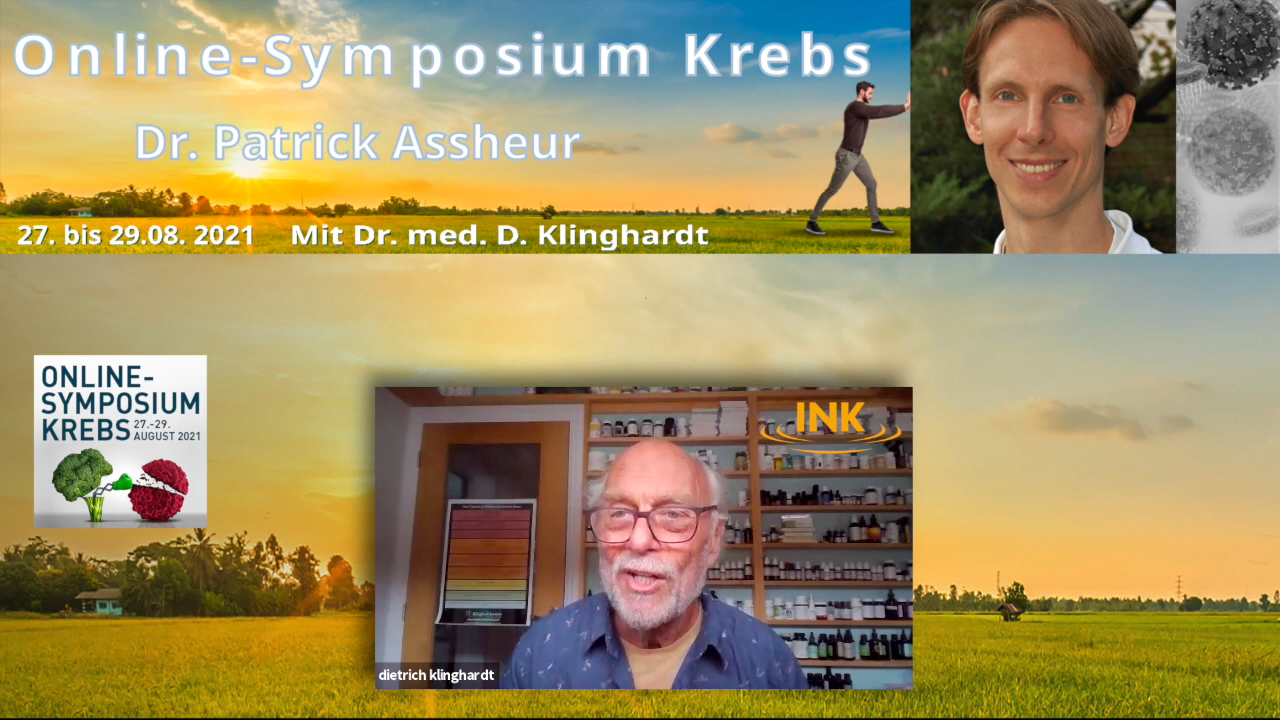 Online-Symposium Krebs
Dr. Patrick Assheur
27. bis 29.08. 2021 Mit Dr. med. D. Klinghardt
ONLINE-
SYMPOSIUM
KREBS 27.-29.
AUGUST 2021
INK
dietrich klinghardt